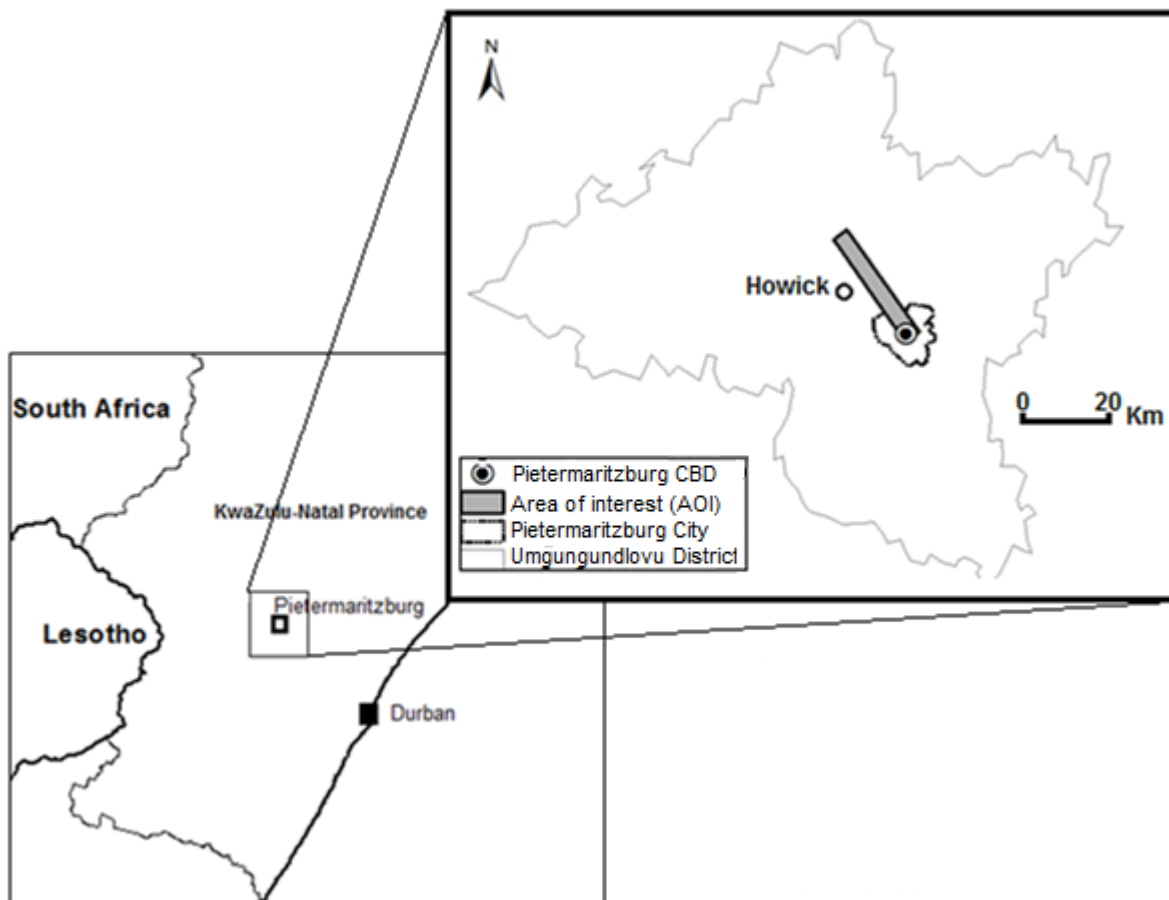 N
Howick
0 20 Km
Pietermaritzburg CBD
Area of interest (AOI)
Pietermaritzburg City
Umgungundlovu District
South Africa
KwaZulu-Natal Province
Pietermaritzburg
Lesotho
Durban